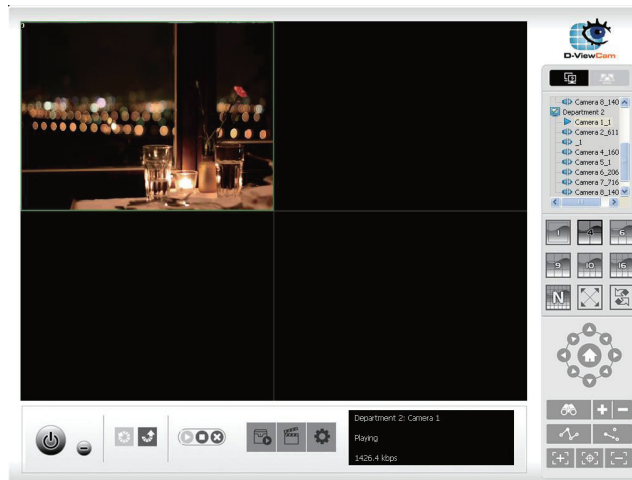 D-ViewCam
Camera 8_140
Department 2
Camera 1_1
Camera 2_611
_1
Camera 4_160
Camera 5_1
Camera 6_206
Camera 7_716
Camera 8_140
1 4 6
9 10 16
N
Department 2: Camera 1
Playing
1426.4 kbps